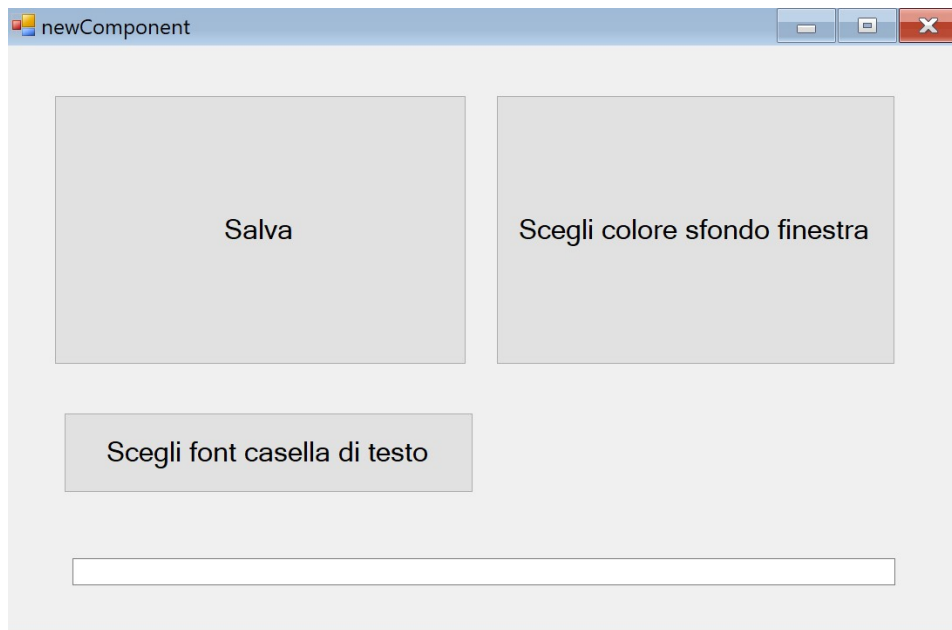 newComponent
Salva
Scegli colore sfondo finestra
Scegli font casella di testo